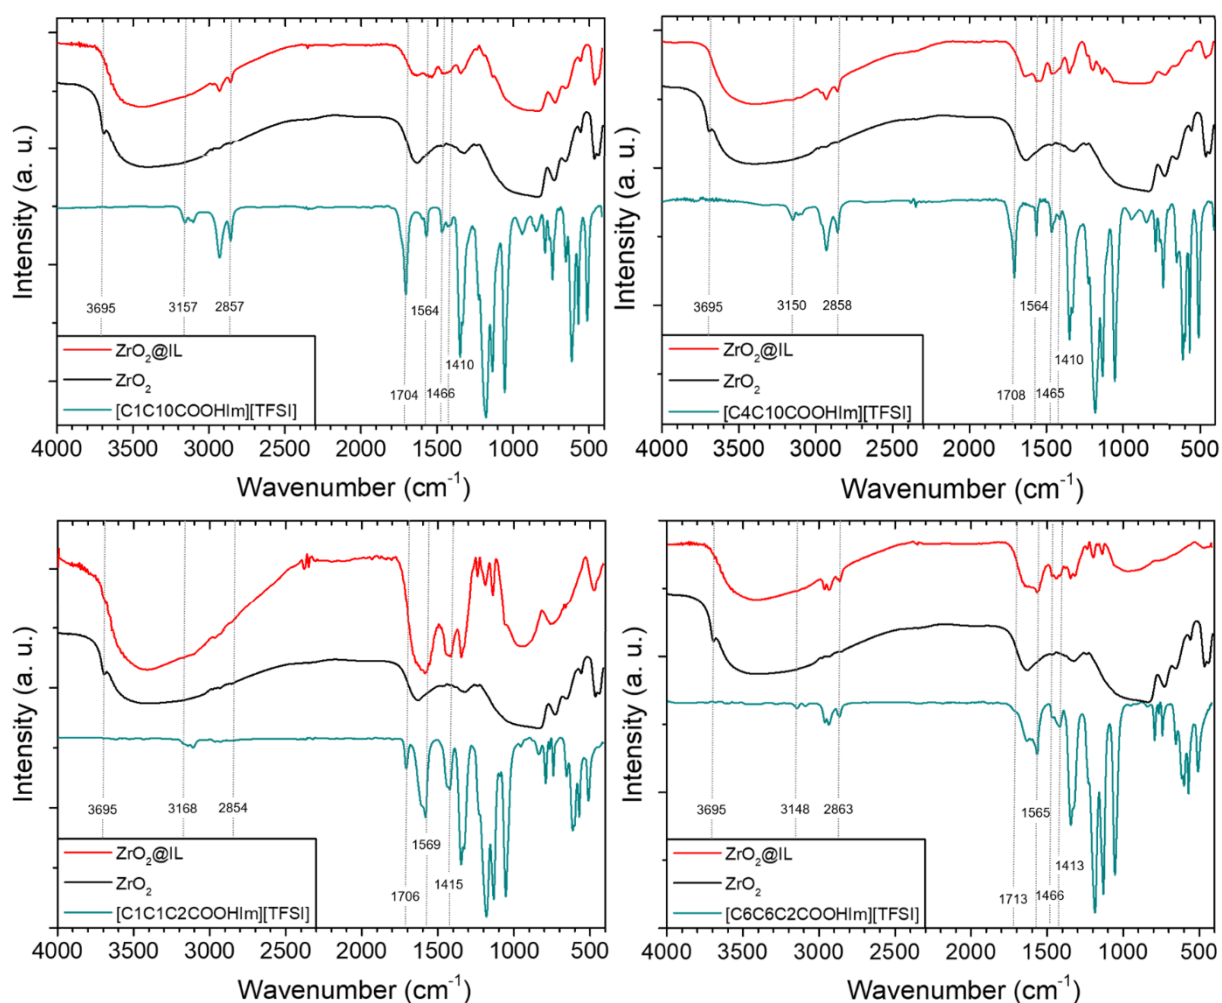 Intensity (a. u.)
3695
3157
2857
1564
1410
1704
1466
ZrO₂@IL
ZrO₂
[C1C10COOHIm][TFSI]
4000 3500 3000 2500 2000 1500 1000 500
Wavenumber (cm⁻¹)
Intensity (a. u.)
3695
3150
2858
1564
1410
1708
1465
ZrO₂@IL
ZrO₂
[C4C10COOHIm][TFSI]
4000 3500 3000 2500 2000 1500 1000 500
Wavenumber (cm⁻¹)
Intensity (a. u.)
3695
3168
2854
1569
1415
1706
ZrO₂@IL
ZrO₂
[C1C1C2COOHIm][TFSI]
4000 3500 3000 2500 2000 1500 1000 500
Wavenumber (cm⁻¹)
Intensity (a. u.)
3695
3148
2863
1565
1413
1713
1466
ZrO₂@IL
ZrO₂
[C6C6C2COOHIm][TFSI]
4000 3500 3000 2500 2000 1500 1000 500
Wavenumber (cm⁻¹)